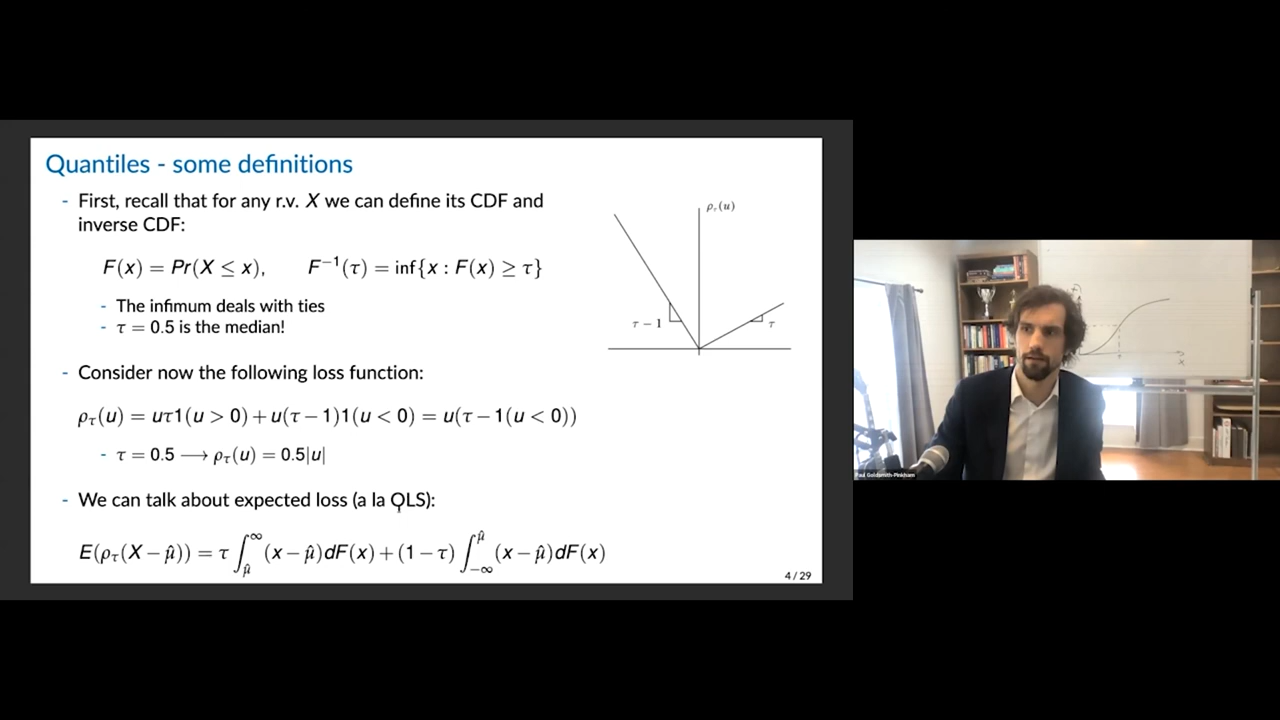 Quantiles - some definitions
- First, recall that for any r.v. X we can define its CDF and
inverse CDF:
F(x) = Pr(X ≤ x), F⁻¹(τ) = inf{x : F(x) ≥ τ}
- The infimum deals with ties
- τ = 0.5 is the median!
- Consider now the following loss function:
ρτ(u) = uτ1(u > 0) + u(τ − 1)1(u < 0) = u(τ − 1(u < 0))
- τ = 0.5 ⟶ ρτ(u) = 0.5|u|
- We can talk about expected loss (a la OLS):
E(ρτ(X − μ̂)) = τ ∫_μ̂^∞ (x − μ̂)dF(x) + (1 − τ) ∫_−∞^μ̂ (x − μ̂)dF(x)
4 / 29
ρτ(u)
τ − 1
τ
x
Paul Goldsmith-Pinkham